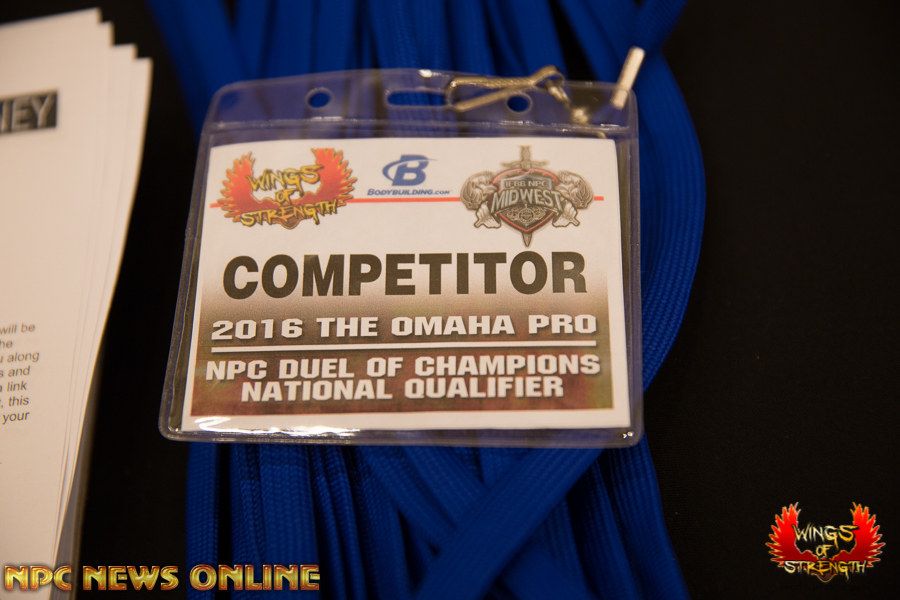 NEY
will be
the
u along
s and
link
, this
your
WINGS
OF
STRENGTH
B
BODYBUILDING.COM
IFBB NPC
MIDWEST
COMPETITOR
2016 THE OMAHA PRO
NPC DUEL OF CHAMPIONS
NATIONAL QUALIFIER
NPC NEWS ONLINE
WINGS
OF
STRENGTH